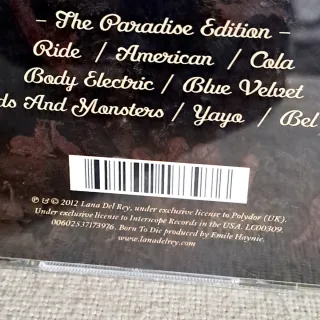 – The Paradise Edition –
Ride / American / Cola
Body Electric / Blue Velvet
ds And Monsters / Yayo / Bel
℗ & © 2012 Lana Del Rey, under exclusive license to Polydor (UK).
Under exclusive license to Interscope Records in the USA. LC00309.
00602537173976. Born To Die produced by Emile Haynie.
www.lanadelrey.com